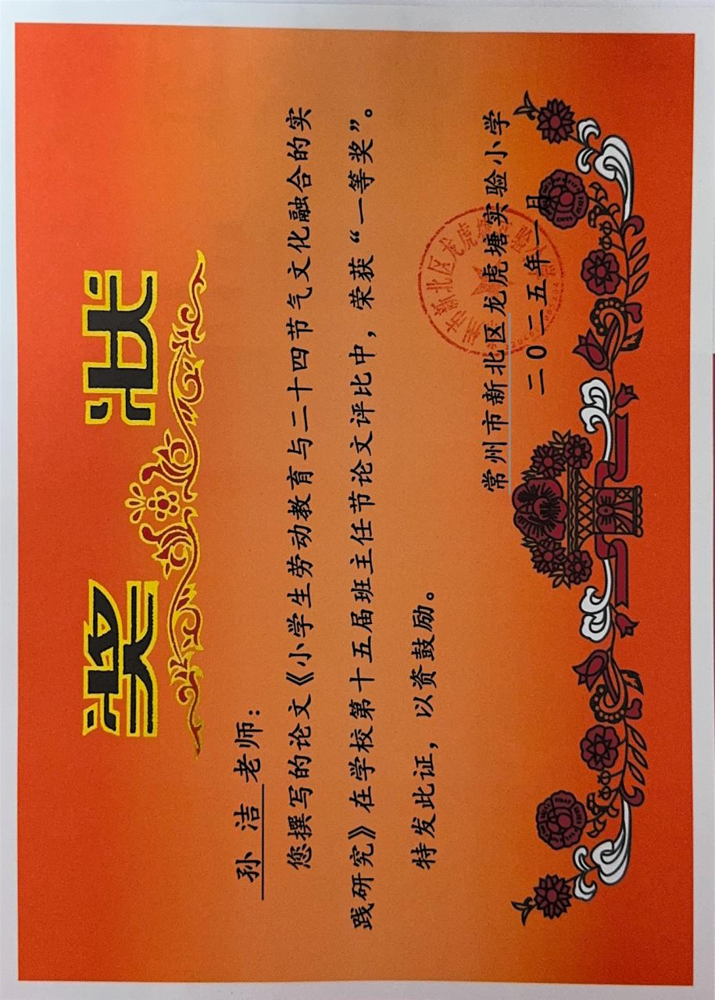 奖 状
孙 洁 老师：
您撰写的论文《小学生劳动教育与二十四节气文化融合的实
践研究》在学校第十五届班主任节论文评比中，荣获“一等奖”。
特发此证，以资鼓励。
常州市新北区龙虎塘实验小学
二0二五年一月